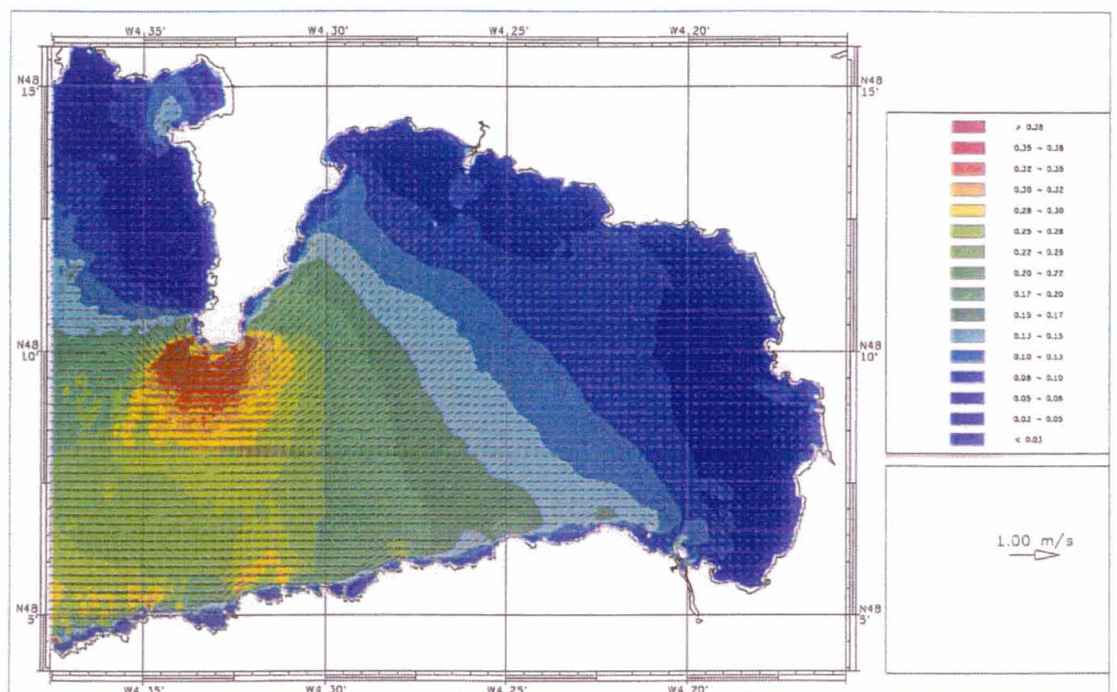 W4.35' W4.30' W4.25' W4.20'
N48 15'
N48 15'
> 0.38
0.35 - 0.38
0.32 - 0.35
0.30 - 0.32
0.28 - 0.30
0.25 - 0.28
0.22 - 0.25
0.20 - 0.22
0.17 - 0.20
0.15 - 0.17
0.13 - 0.15
0.10 - 0.13
0.08 - 0.10
0.05 - 0.08
0.03 - 0.05
< 0.03
N48 10'
N48 10'
1.00 m/s
N48 5'
N48 5'
W4.35' W4.30' W4.25' W4.20'